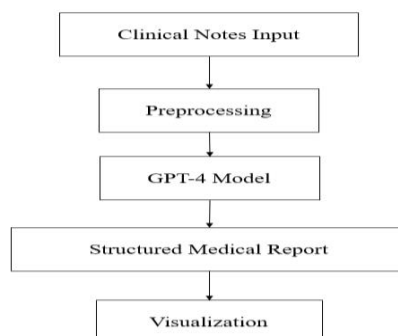 Clinical Notes Input
Preprocessing
GPT-4 Model
Structured Medical Report
Visualization